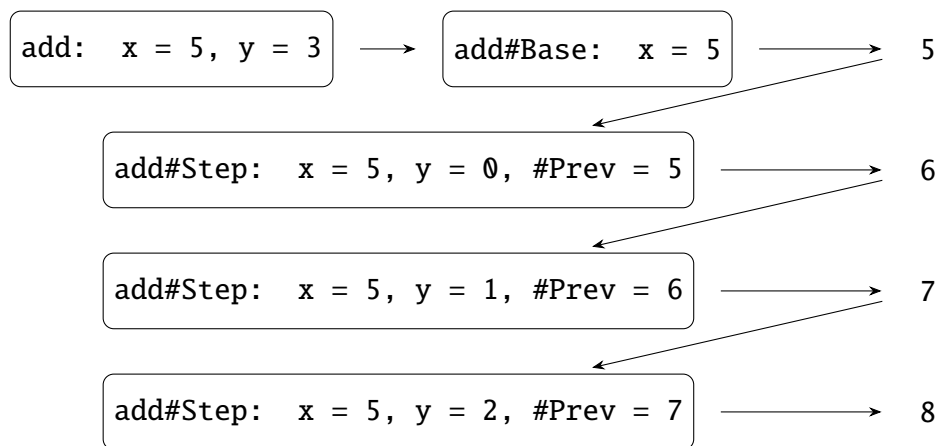 add: x = 5, y = 3 add#Base: x = 5 5
add#Step: x = 5, y = 0, #Prev = 5 6
add#Step: x = 5, y = 1, #Prev = 6 7
add#Step: x = 5, y = 2, #Prev = 7 8